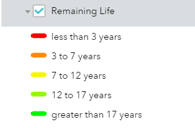 Remaining Life
less than 3 years
3 to 7 years
7 to 12 years
12 to 17 years
greater than 17 years